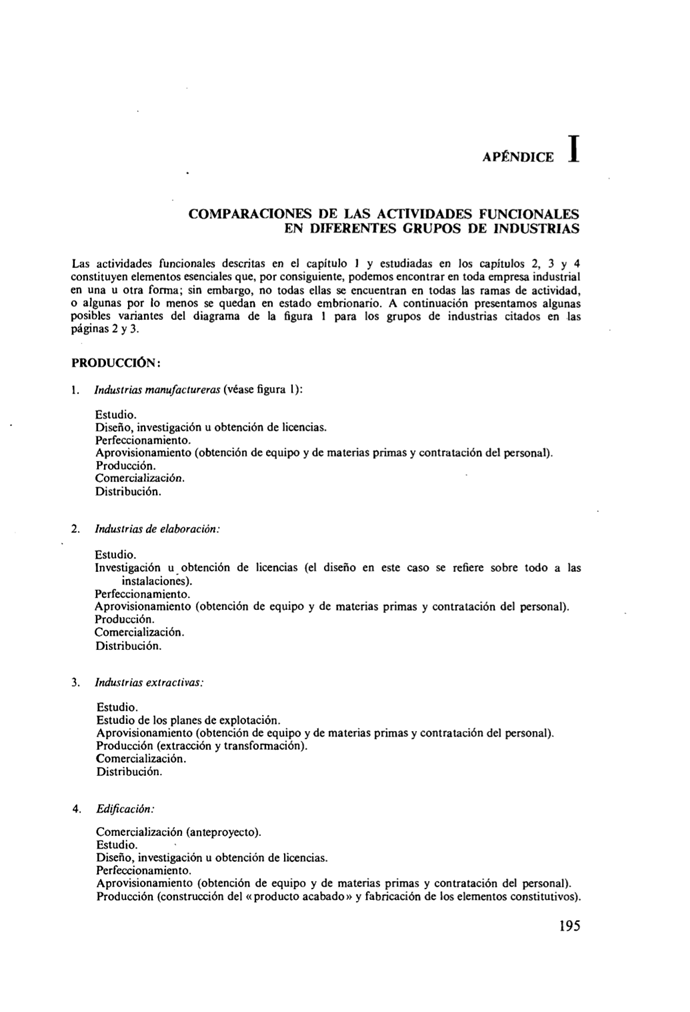 APÉNDICE I
COMPARACIONES DE LAS ACTIVIDADES FUNCIONALES
EN DIFERENTES GRUPOS DE INDUSTRIAS
Las actividades funcionales descritas en el capítulo 1 y estudiadas en los capítulos 2, 3 y 4
constituyen elementos esenciales que, por consiguiente, podemos encontrar en toda empresa industrial
en una u otra forma; sin embargo, no todas ellas se encuentran en todas las ramas de actividad,
o algunas por lo menos se quedan en estado embrionario. A continuación presentamos algunas
posibles variantes del diagrama de la figura 1 para los grupos de industrias citados en las
páginas 2 y 3.
PRODUCCIÓN:
1. Industrias manufactureras (véase figura 1):
Estudio.
Diseño, investigación u obtención de licencias.
Perfeccionamiento.
Aprovisionamiento (obtención de equipo y de materias primas y contratación del personal).
Producción.
Comercialización.
Distribución.
2. Industrias de elaboración:
Estudio.
Investigación u obtención de licencias (el diseño en este caso se refiere sobre todo a las
instalaciones).
Perfeccionamiento.
Aprovisionamiento (obtención de equipo y de materias primas y contratación del personal).
Producción.
Comercialización.
Distribución.
3. Industrias extractivas:
Estudio.
Estudio de los planes de explotación.
Aprovisionamiento (obtención de equipo y de materias primas y contratación del personal).
Producción (extracción y transformación).
Comercialización.
Distribución.
4. Edificación:
Comercialización (anteproyecto).
Estudio.
Diseño, investigación u obtención de licencias.
Perfeccionamiento.
Aprovisionamiento (obtención de equipo y de materias primas y contratación del personal).
Producción (construcción del «producto acabado» y fabricación de los elementos constitutivos).
195